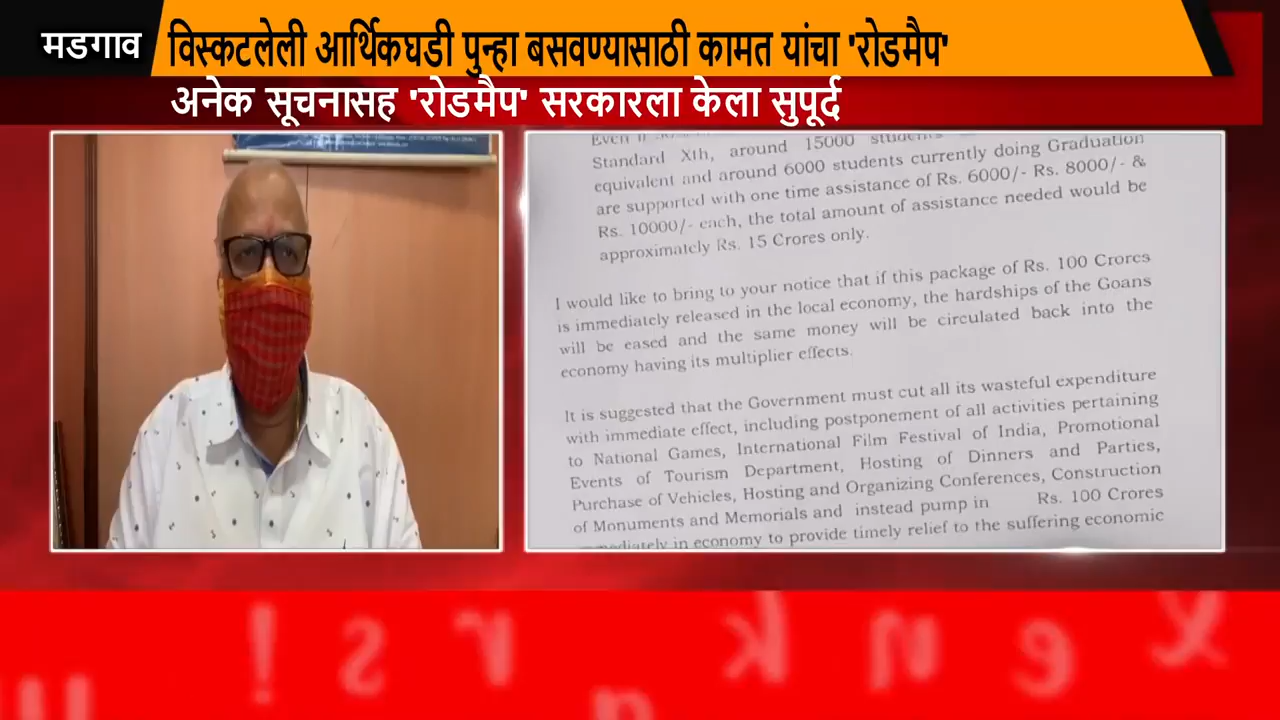 मडगाव
विस्कटलेली आर्थिकघडी पुन्हा बसवण्यासाठी कामत यांचा 'रोडमॅप'
अनेक सूचनासह 'रोडमॅप' सरकारला केला सुपूर्द
Even
Standard Xth, around 15000 students
equivalent and around 6000 students currently doing Graduation
are supported with one time assistance of Rs. 6000/- Rs. 8000/- &
Rs. 10000/- each, the total amount of assistance needed would be
approximately Rs. 15 Crores only.
I would like to bring to your notice that if this package of Rs. 100 Crores
is immediately released in the local economy, the hardships of the Goans
will be eased and the same money will be circulated back into the
economy having its multiplier effects.
It is suggested that the Government must cut all its wasteful expenditure
with immediate effect, including postponement of all activities pertaining
to National Games, International Film Festival of India, Promotional
Events of Tourism Department, Hosting of Dinners and Parties,
Purchase of Vehicles, Hosting and Organizing Conferences, Construction
of Monuments and Memorials and instead pump in Rs. 100 Crores
in economy to provide timely relief to the suffering economic